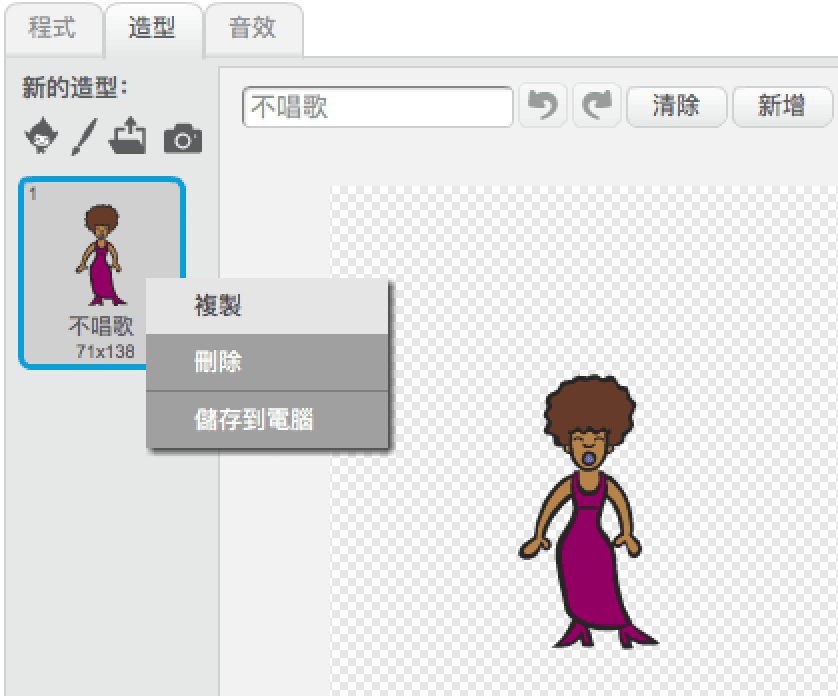 程式 造型 音效
新的造型：
不唱歌 清除 新增
1
不唱歌
71x138
複製
刪除
儲存到電腦